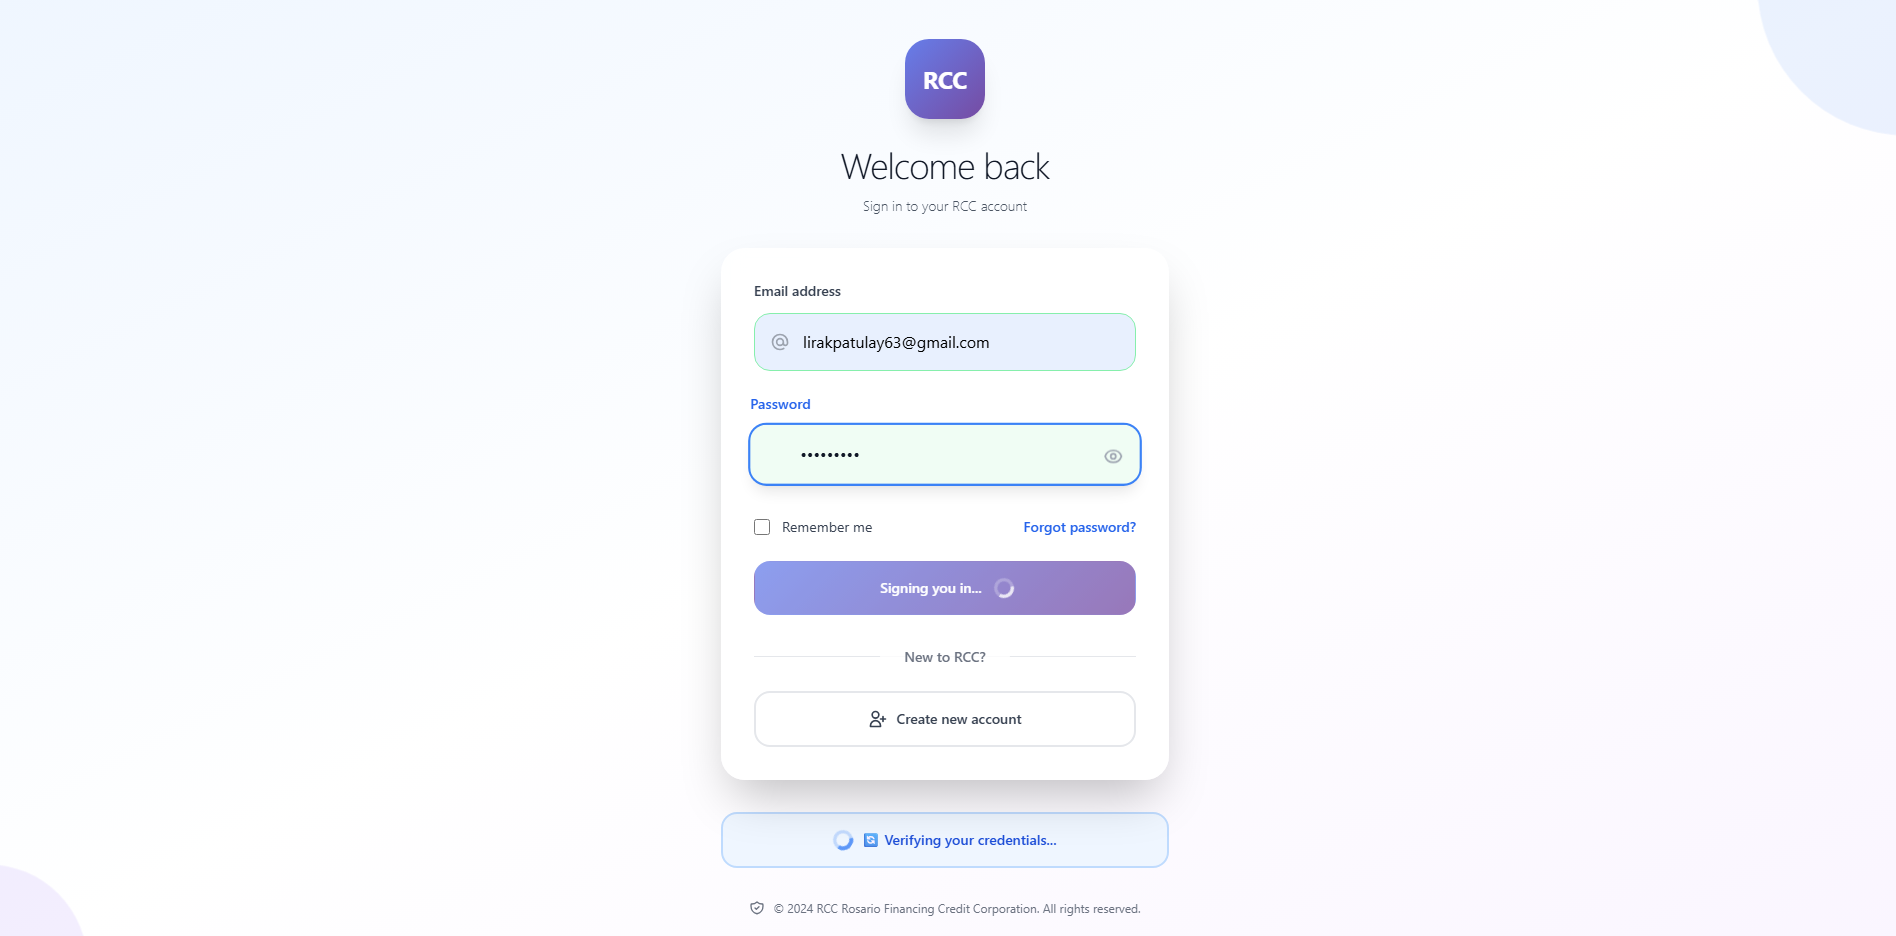 RCC
Welcome back
Sign in to your RCC account
Email address
lirakpatulay63@gmail.com
Password
•••••••••
Remember me Forgot password?
Signing you in...
New to RCC?
Create new account
Verifying your credentials...
© 2024 RCC Rosario Financing Credit Corporation. All rights reserved.